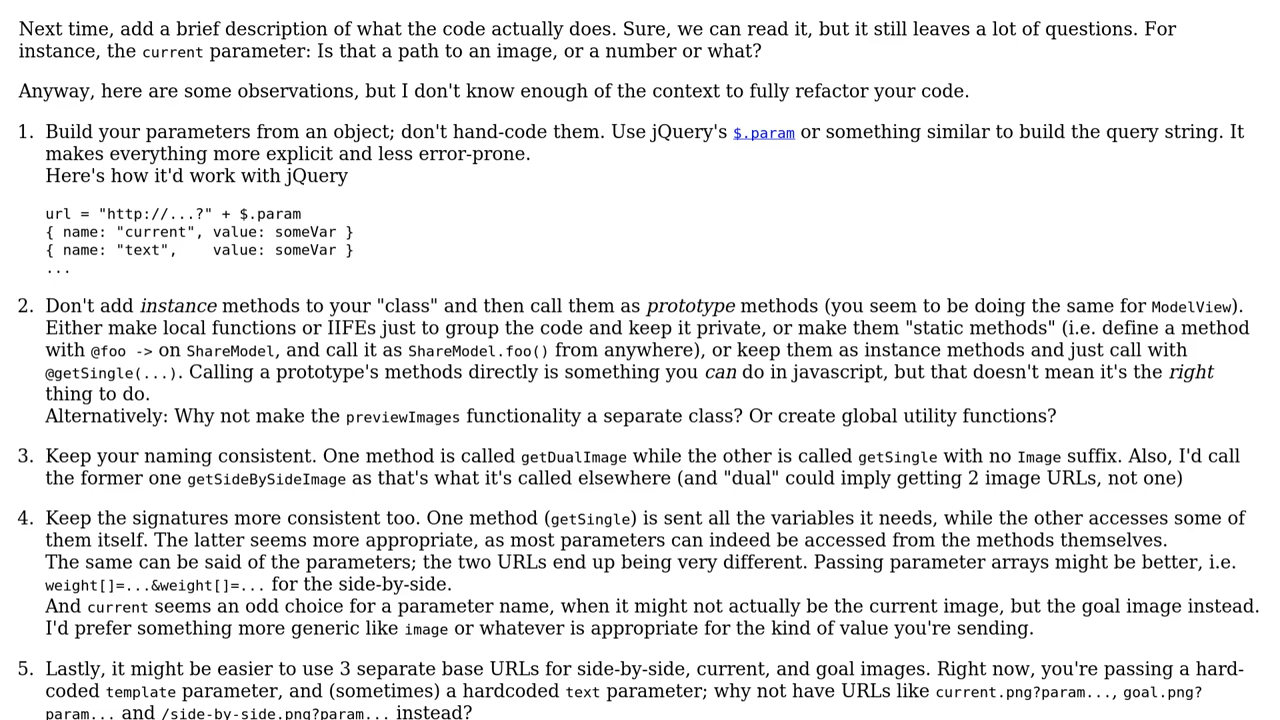 Next time, add a brief description of what the code actually does. Sure, we can read it, but it still leaves a lot of questions. For
instance, the current parameter: Is that a path to an image, or a number or what?
Anyway, here are some observations, but I don't know enough of the context to fully refactor your code.
1. Build your parameters from an object; don't hand-code them. Use jQuery's $.param or something similar to build the query string. It
makes everything more explicit and less error-prone.
Here's how it'd work with jQuery
url = "http://...?" + $.param
{ name: "current", value: someVar }
{ name: "text",    value: someVar }
...
2. Don't add instance methods to your "class" and then call them as prototype methods (you seem to be doing the same for ModelView).
Either make local functions or IIFEs just to group the code and keep it private, or make them "static methods" (i.e. define a method
with @foo -> on ShareModel, and call it as ShareModel.foo() from anywhere), or keep them as instance methods and just call with
@getSingle(...). Calling a prototype's methods directly is something you can do in javascript, but that doesn't mean it's the right
thing to do.
Alternatively: Why not make the previewImages functionality a separate class? Or create global utility functions?
3. Keep your naming consistent. One method is called getDualImage while the other is called getSingle with no Image suffix. Also, I'd call
the former one getSideBySideImage as that's what it's called elsewhere (and "dual" could imply getting 2 image URLs, not one)
4. Keep the signatures more consistent too. One method (getSingle) is sent all the variables it needs, while the other accesses some of
them itself. The latter seems more appropriate, as most parameters can indeed be accessed from the methods themselves.
The same can be said of the parameters; the two URLs end up being very different. Passing parameter arrays might be better, i.e.
weight[]=...&weight[]=... for the side-by-side.
And current seems an odd choice for a parameter name, when it might not actually be the current image, but the goal image instead.
I'd prefer something more generic like image or whatever is appropriate for the kind of value you're sending.
5. Lastly, it might be easier to use 3 separate base URLs for side-by-side, current, and goal images. Right now, you're passing a hard-
coded template parameter, and (sometimes) a hardcoded text parameter; why not have URLs like current.png?param..., goal.png?
param... and /side-by-side.png?param... instead?